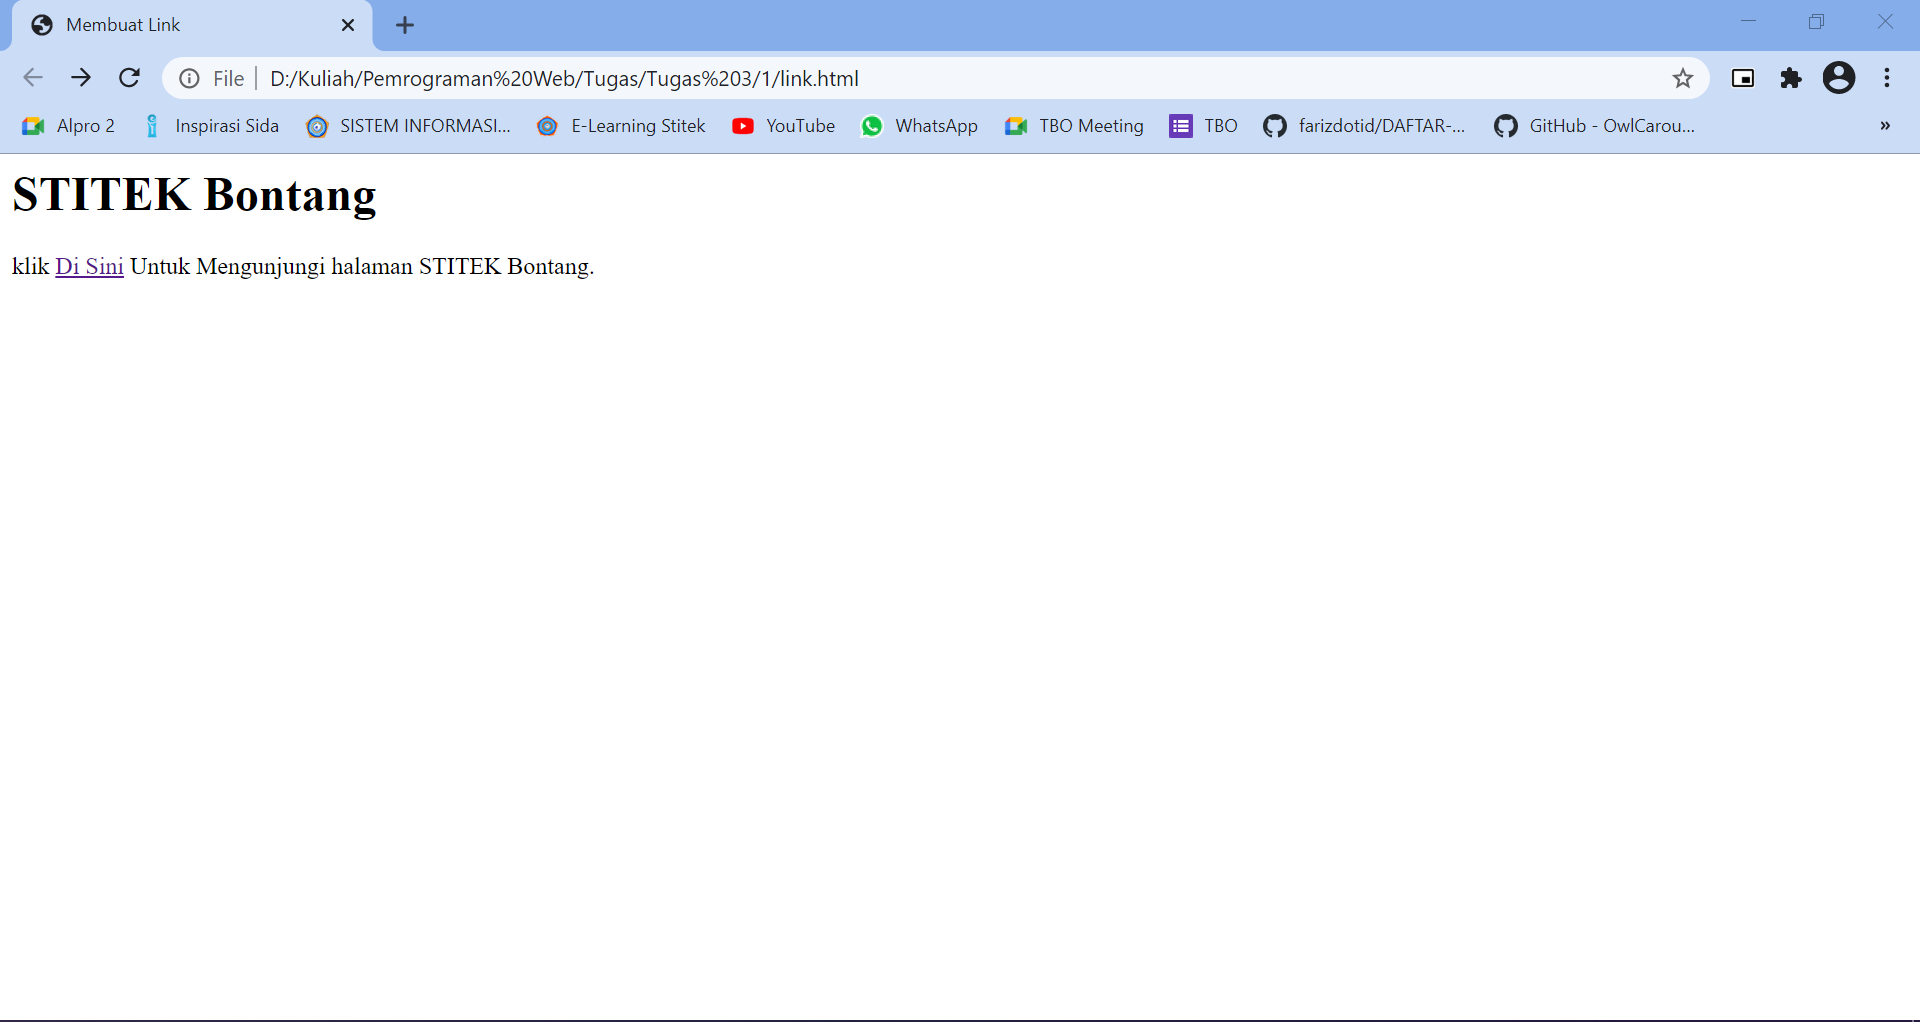 Membuat Link
File D:/Kuliah/Pemrograman%20Web/Tugas/Tugas%203/1/link.html
Alpro 2 Inspirasi Sida SISTEM INFORMASI... E-Learning Stitek YouTube WhatsApp TBO Meeting TBO farizdotid/DAFTAR-... GitHub - OwlCarou... »
STITEK Bontang
klik Di Sini Untuk Mengunjungi halaman STITEK Bontang.